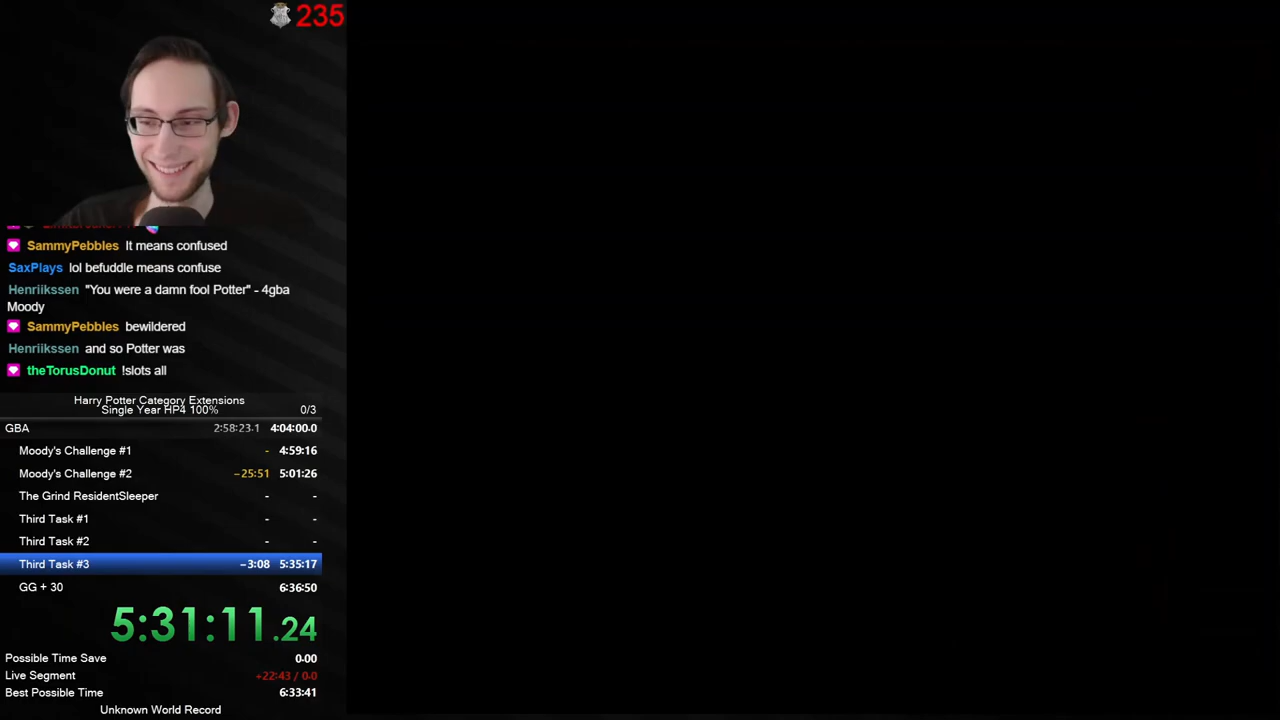 235
SammyPebbles It means confused
SaxPlays lol befuddle means confuse
Henriikssen "You were a damn fool Potter" - 4gba
Moody
SammyPebbles bewildered
Henriikssen and so Potter was
theTorusDonut !slots all
Harry Potter Category Extensions
Single Year HP4 100% 0/3
GBA 2:58:23.1 4:04:00.0
Moody's Challenge #1 - 4:59:16
Moody's Challenge #2 −25:51 5:01:26
The Grind ResidentSleeper - -
Third Task #1 - -
Third Task #2 - -
Third Task #3 −3:08 5:35:17
GG + 30 6:36:50
5:31:11.24
Possible Time Save 0.00
Live Segment +22:43 / 0.0
Best Possible Time 6:33:41
Unknown World Record